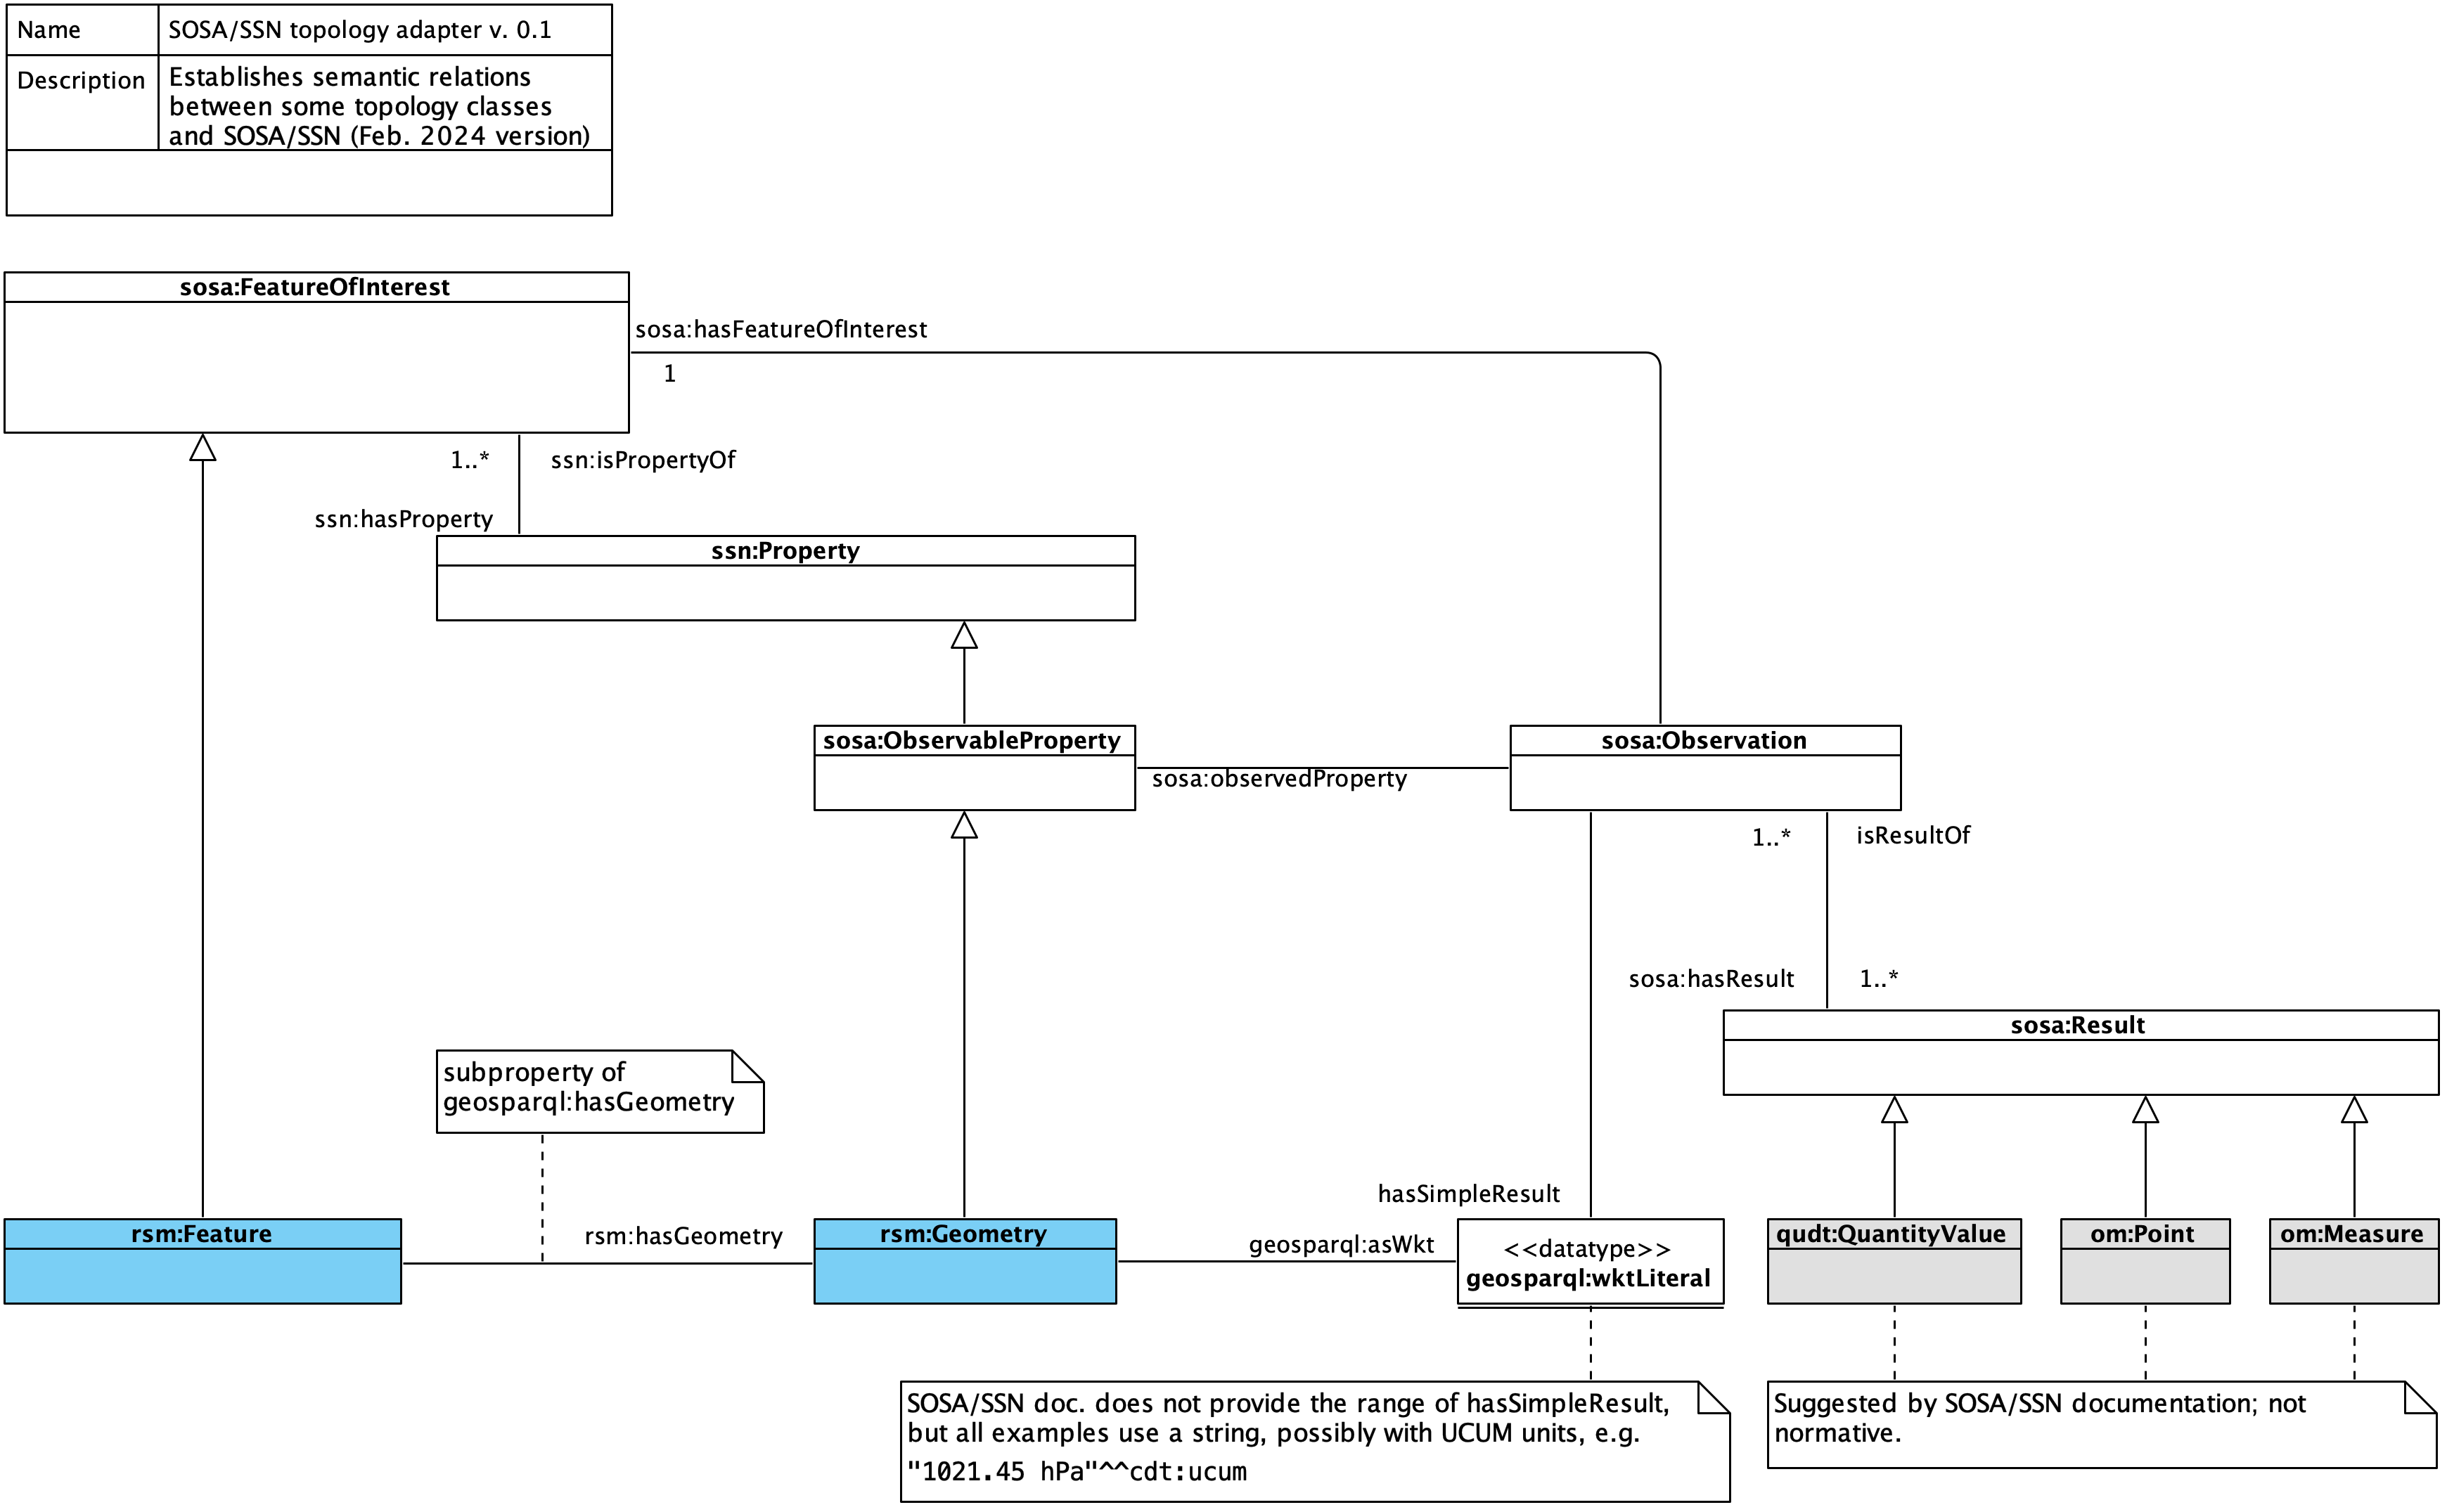 Name
SOSA/SSN topology adapter v. 0.1
Description
Establishes semantic relations
between some topology classes
and SOSA/SSN (Feb. 2024 version)
sosa:FeatureOfInterest
sosa:hasFeatureOfInterest
1
1..*
ssn:isPropertyOf
ssn:hasProperty
ssn:Property
sosa:ObservableProperty
sosa:observedProperty
sosa:Observation
1..*
isResultOf
sosa:hasResult
1..*
sosa:Result
subproperty of
geosparql:hasGeometry
hasSimpleResult
rsm:Feature
rsm:hasGeometry
rsm:Geometry
geosparql:asWkt
<<datatype>>
geosparql:wktLiteral
qudt:QuantityValue
om:Point
om:Measure
SOSA/SSN doc. does not provide the range of hasSimpleResult,
but all examples use a string, possibly with UCUM units, e.g.
"1021.45 hPa"^^cdt:ucum
Suggested by SOSA/SSN documentation; not
normative.